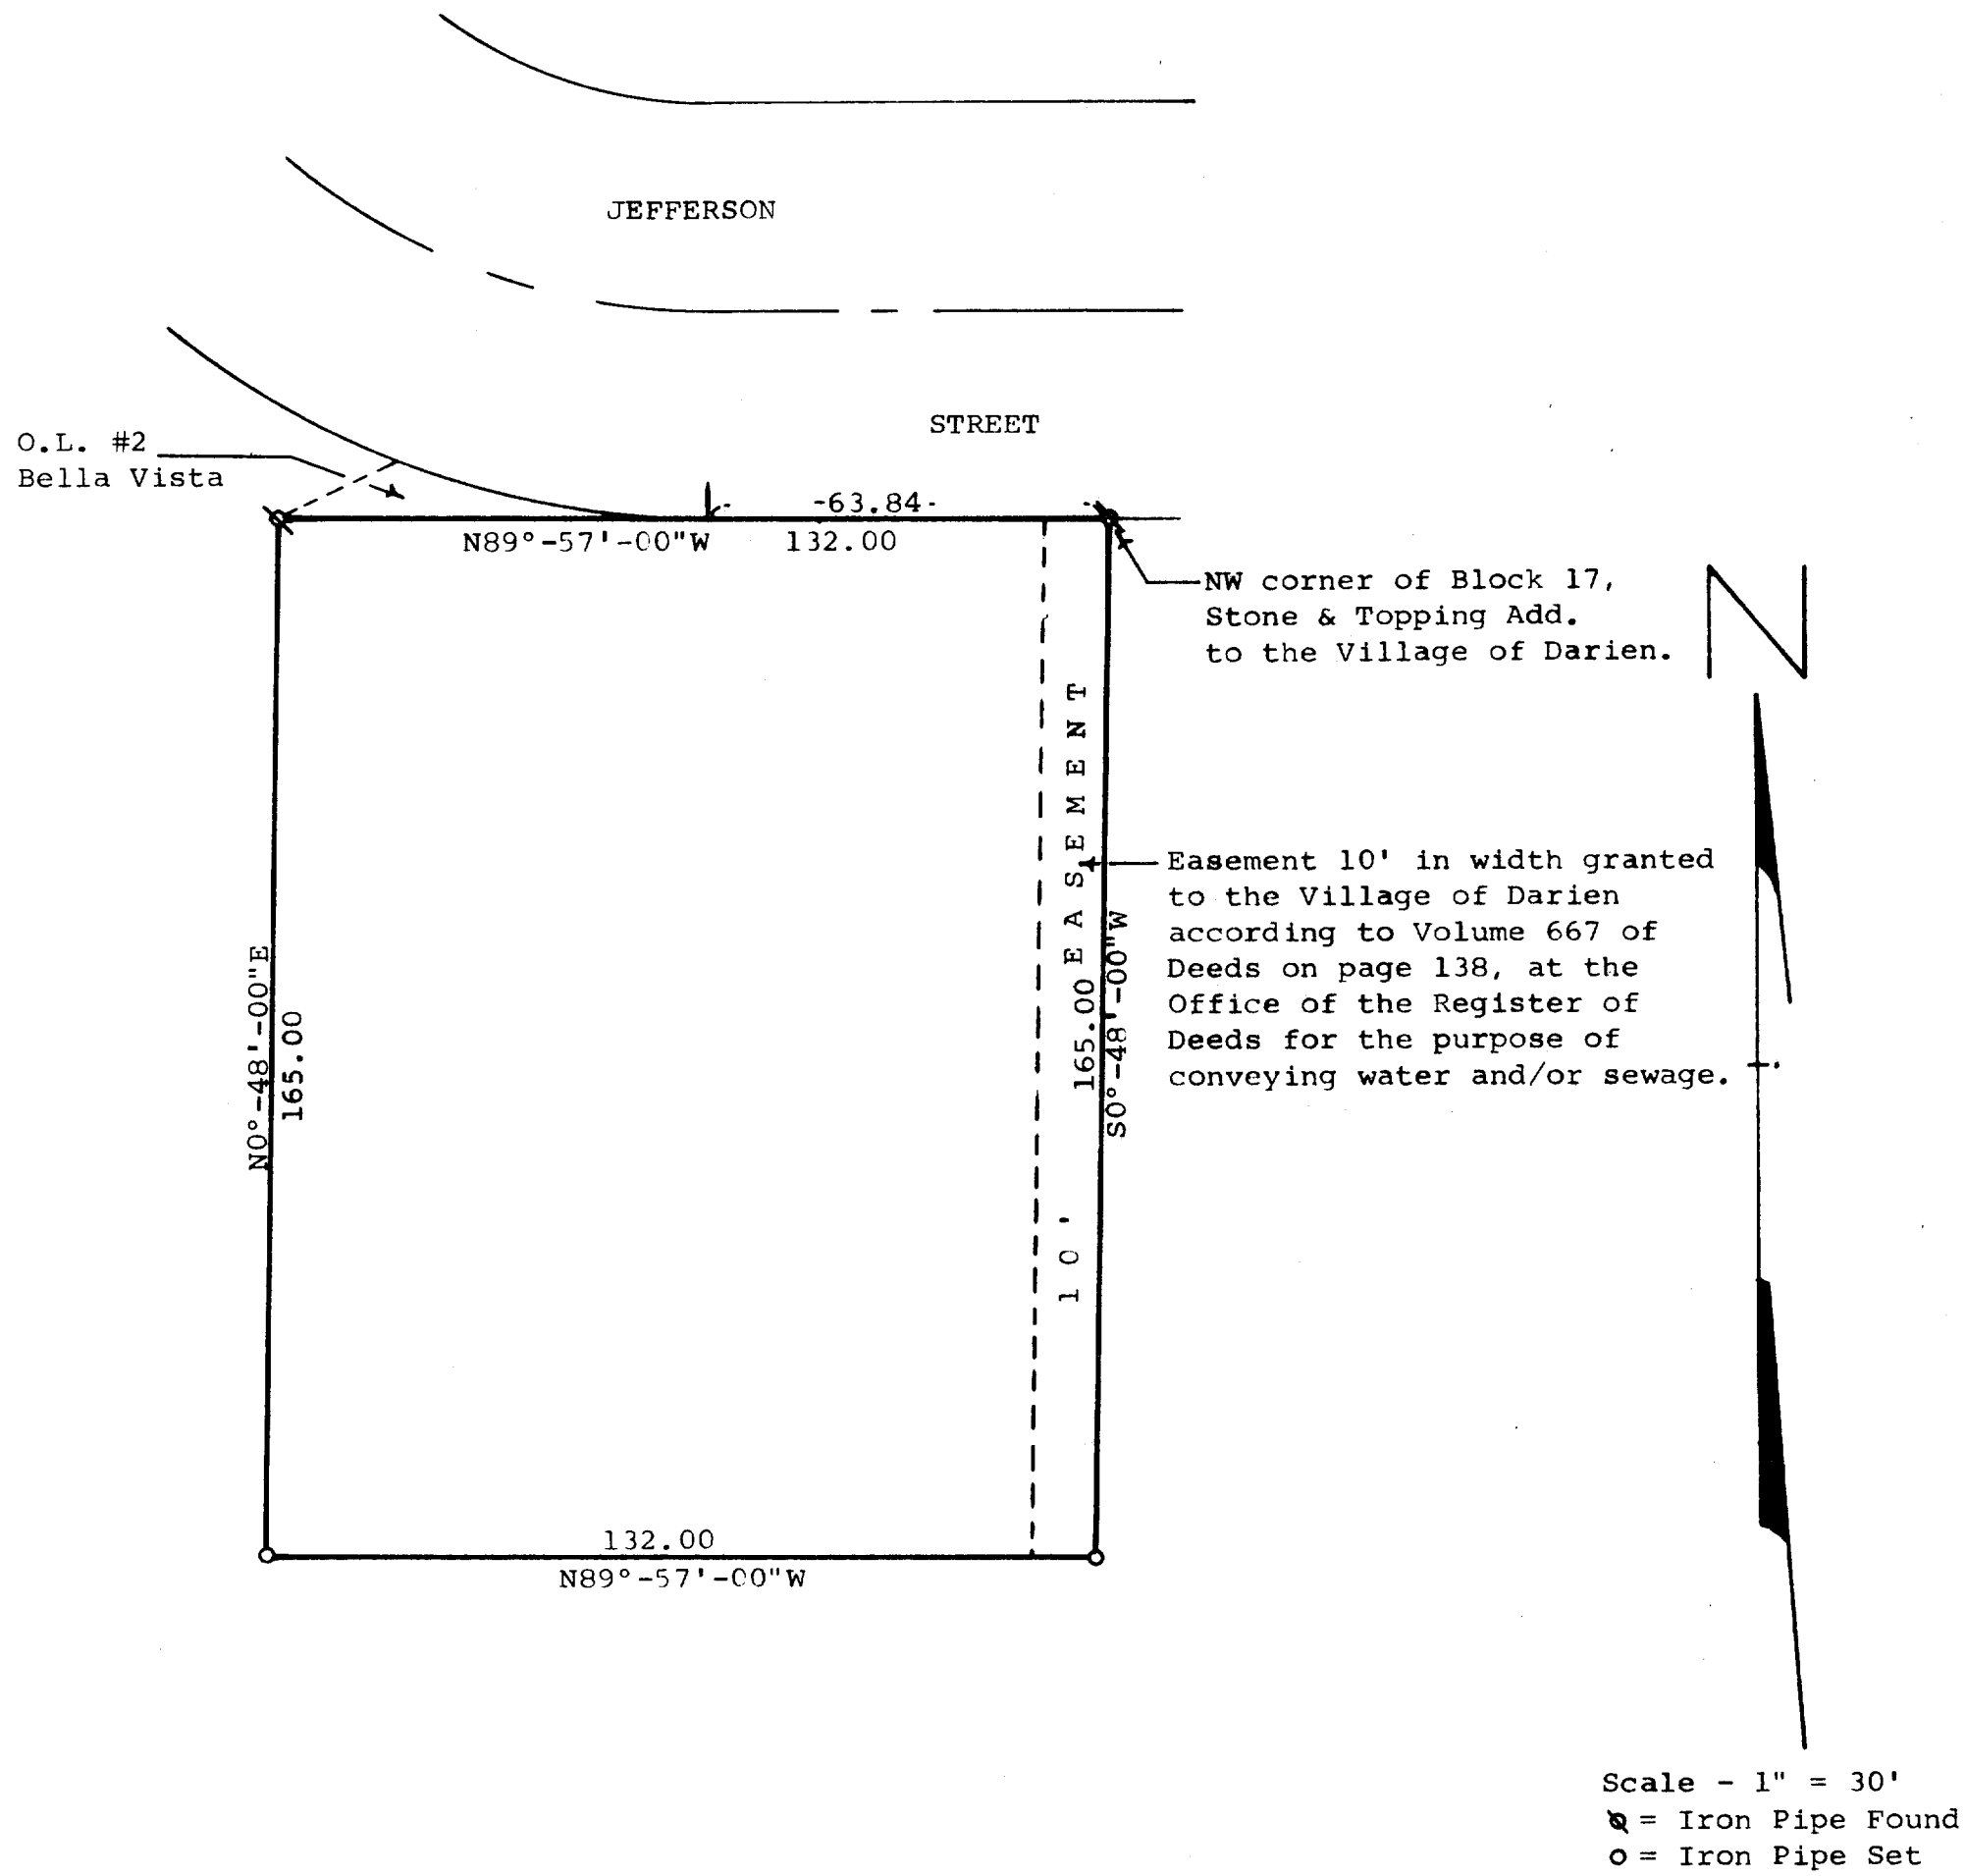 JEFFERSON
STREET
O.L. #2
Bella Vista
-63.84-
N89°-57'-00"W 132.00
NW corner of Block 17,
Stone & Topping Add.
to the Village of Darien.
N
10' EASEMENT
Easement 10' in width granted
to the Village of Darien
according to Volume 667 of
Deeds on page 138, at the
Office of the Register of
Deeds for the purpose of
conveying water and/or sewage.
N0°-48'-00"E
165.00
165.00
S0°-48'-00"W
132.00
N89°-57'-00"W
Scale - 1" = 30'
= Iron Pipe Found
= Iron Pipe Set